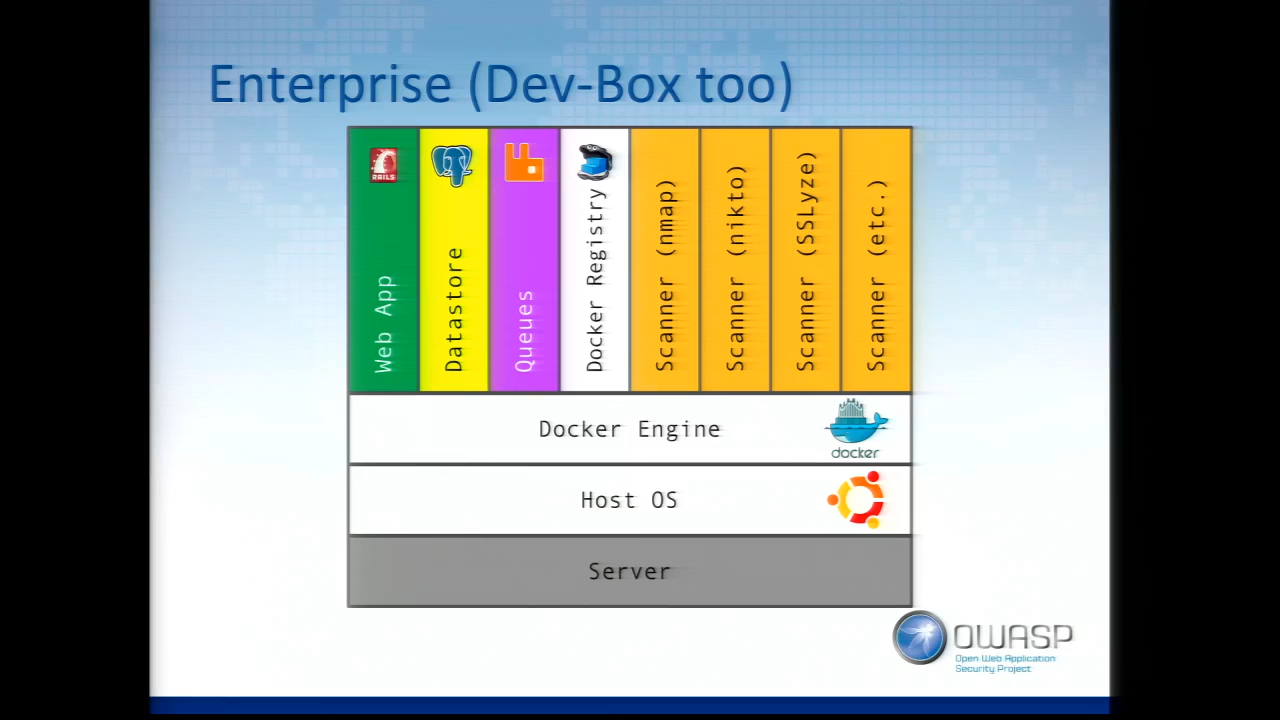 Enterprise (Dev-Box too)
RAILS
Web App
Datastore
Queues
Docker Registry
Scanner (nmap)
Scanner (nikto)
Scanner (SSLyze)
Scanner (etc.)
Docker Engine
docker
Host OS
Server
OWASP
Open Web Application
Security Project